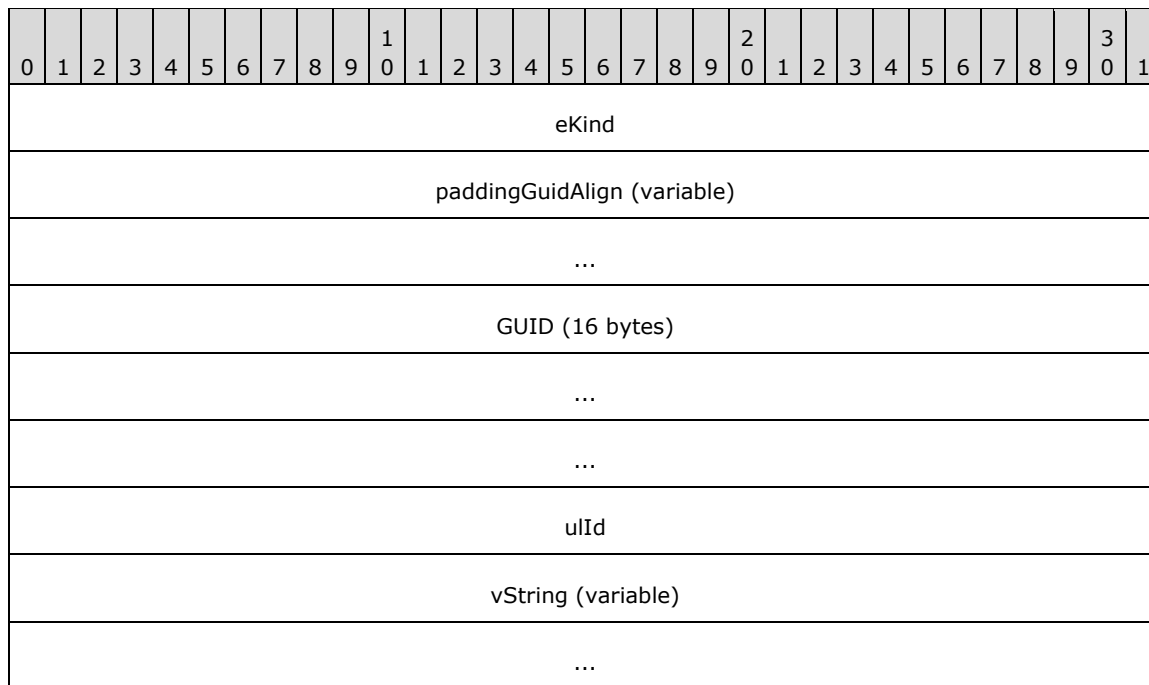 1 2 3
0 1 2 3 4 5 6 7 8 9 0 1 2 3 4 5 6 7 8 9 0 1 2 3 4 5 6 7 8 9 0 1
eKind
paddingGuidAlign (variable)
...
GUID (16 bytes)
...
...
ulId
vString (variable)
...